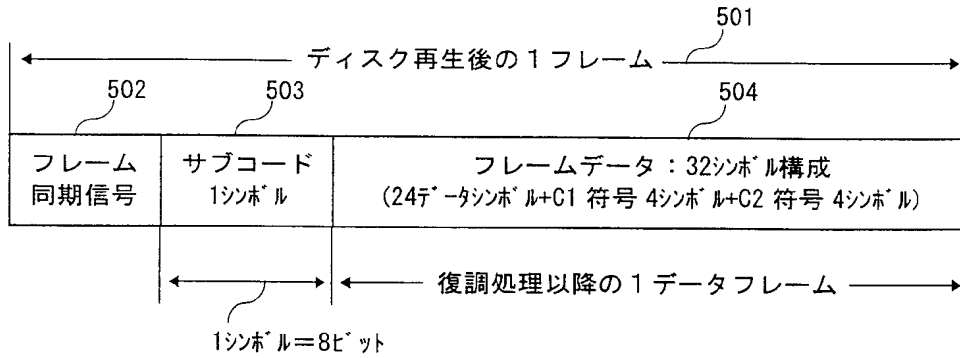 501
ディスク再生後の1フレーム
502
503
504
フレーム
同期信号
サブコード
1ｼﾝﾎﾞﾙ
フレームデータ：32ｼﾝﾎﾞﾙ構成
(24ﾃﾞｰﾀｼﾝﾎﾞﾙ+C1 符号 4ｼﾝﾎﾞﾙ+C2 符号 4ｼﾝﾎﾞﾙ)
復調処理以降の1データフレーム
1ｼﾝﾎﾞﾙ＝8ﾋﾞｯﾄ